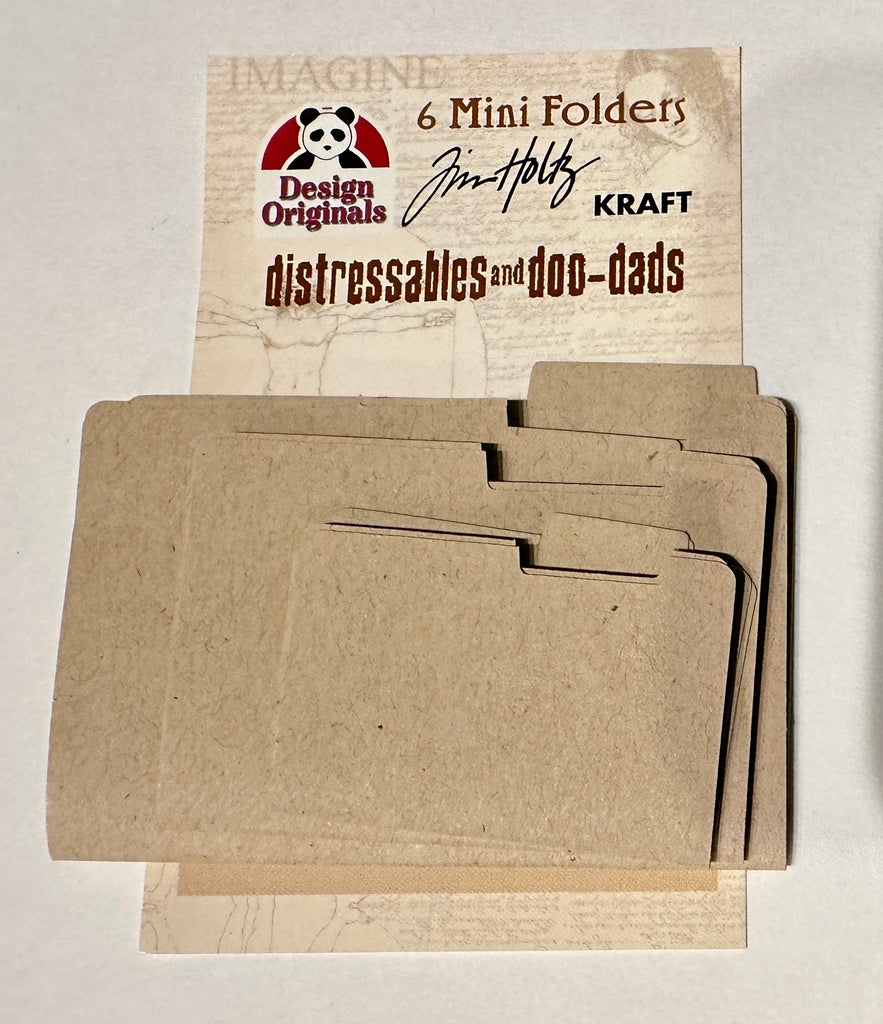 IMAGINE
6 Mini Folders
Design
Originals
Tim Holtz
KRAFT
distressables and doo-dads